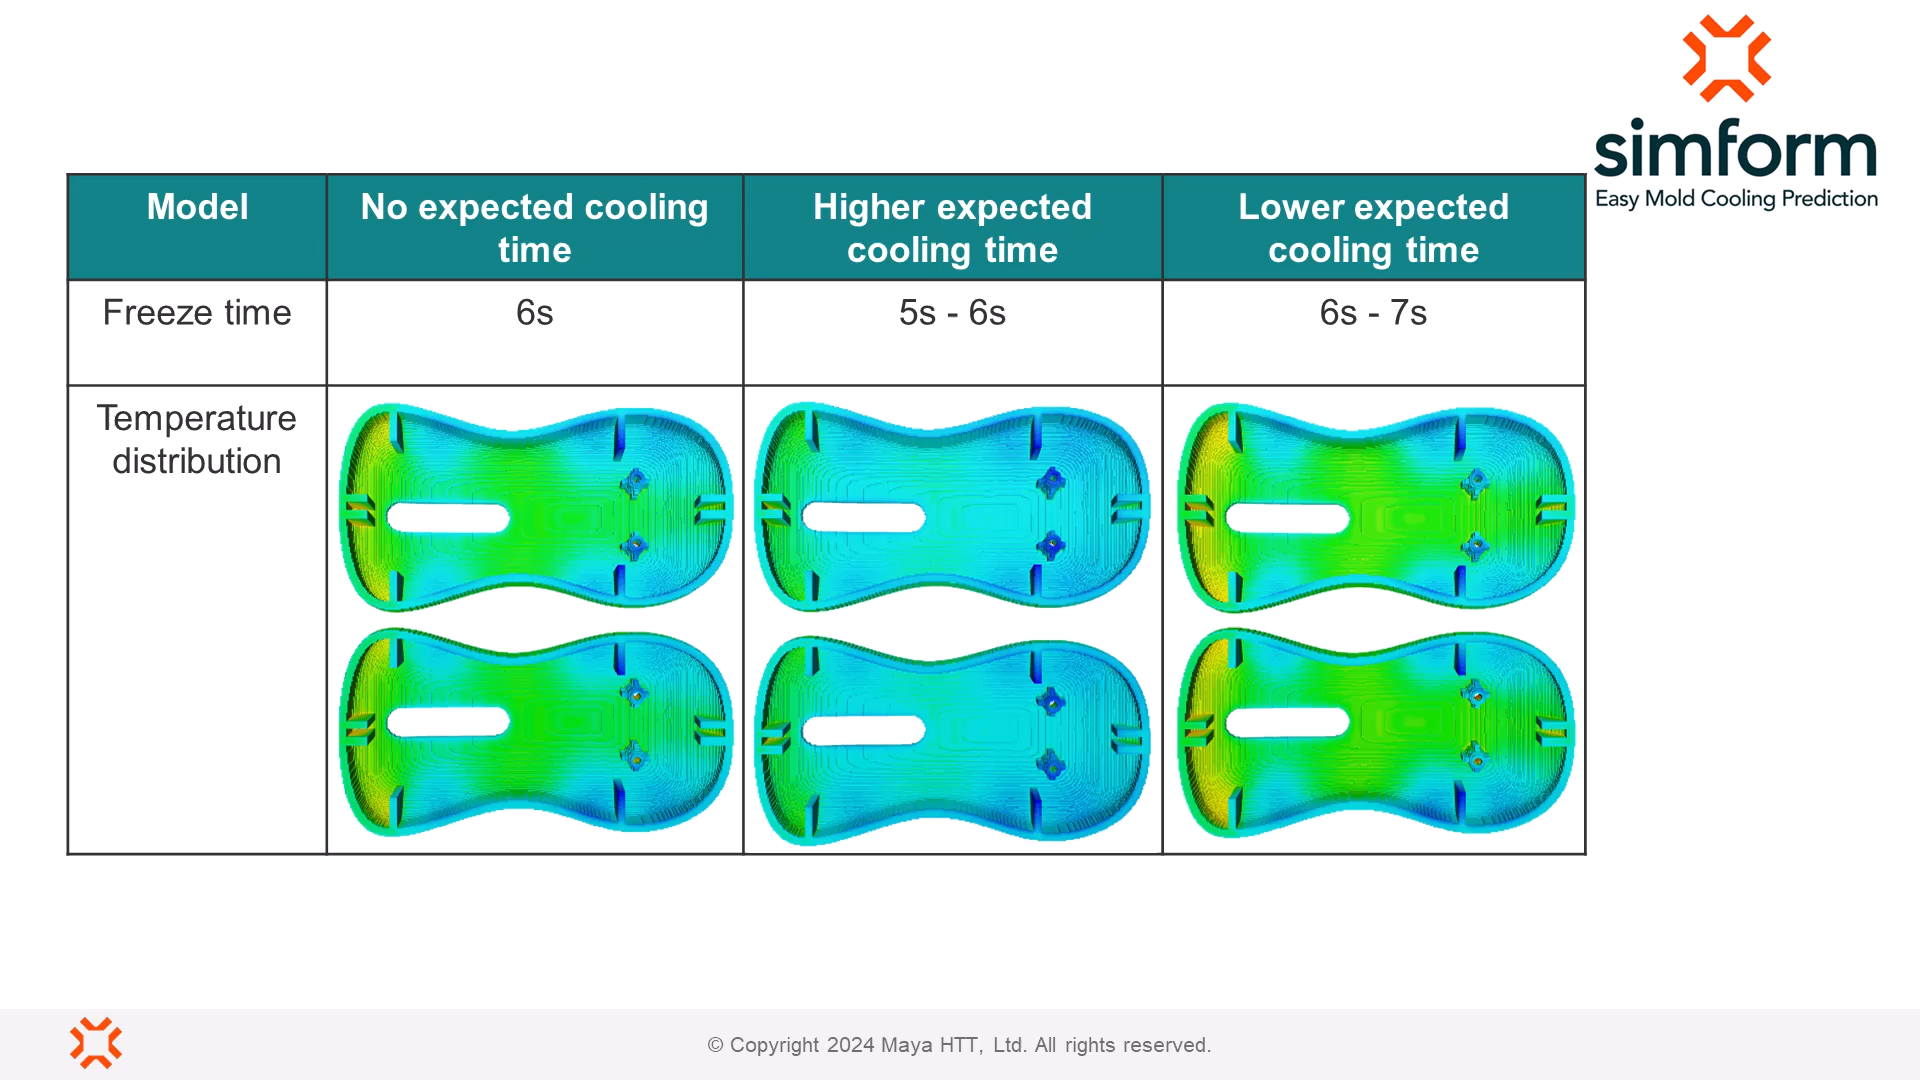 simform
Easy Mold Cooling Prediction
Model
No expected cooling
time
Higher expected
cooling time
Lower expected
cooling time
Freeze time
6s
5s - 6s
6s - 7s
Temperature
distribution
© Copyright 2024 Maya HTT, Ltd. All rights reserved.